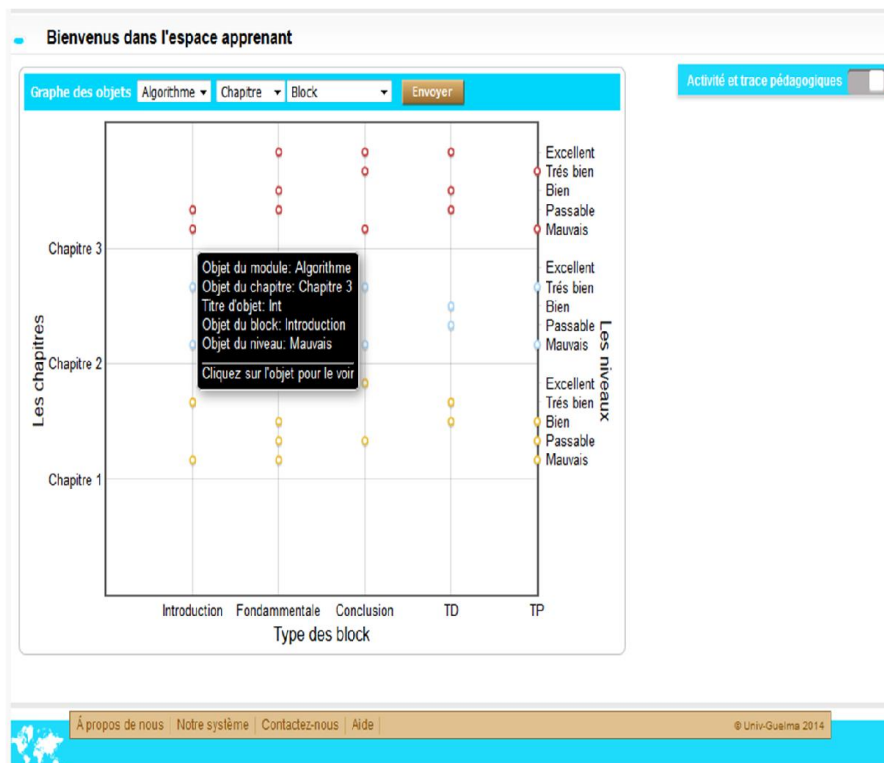 Bienvenus dans l'espace apprenant
Graphe des objets Algorithme Chapitre Block Envoyer
Activité et trace pédagogiques
Excellent
Trés bien
Bien
Passable
Mauvais
Chapitre 3
Objet du module: Algorithme
Objet du chapitre: Chapitre 3
Titre d'objet: Int
Objet du block: Introduction
Objet du niveau: Mauvais
Cliquez sur l'objet pour le voir
Excellent
Trés bien
Bien
Passable
Mauvais
Les chapitres
Les niveaux
Chapitre 2
Excellent
Trés bien
Bien
Passable
Mauvais
Chapitre 1
Introduction Fondammentale Conclusion TD TP
Type des block
Á propos de nous | Notre système | Contactez-nous | Aide |
© Univ-Guelma 2014